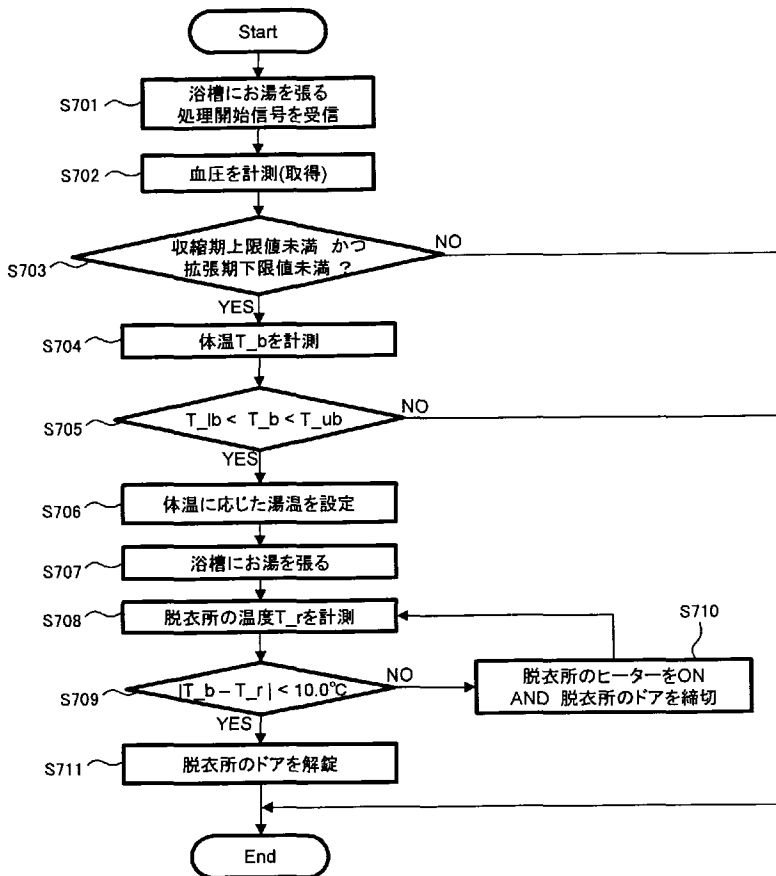 Start
S701
浴槽にお湯を張る
処理開始信号を受信
S702
血圧を計測(取得)
S703
収縮期上限値未満 かつ
拡張期下限値未満 ?
NO
YES
S704
体温T_bを計測
S705
T_lb < T_b < T_ub
NO
YES
S706
体温に応じた湯温を設定
S707
浴槽にお湯を張る
S708
脱衣所の温度T_rを計測
S709
|T_b − T_r| < 10.0℃
NO
S710
脱衣所のヒーターをON
AND 脱衣所のドアを締切
YES
S711
脱衣所のドアを解錠
End